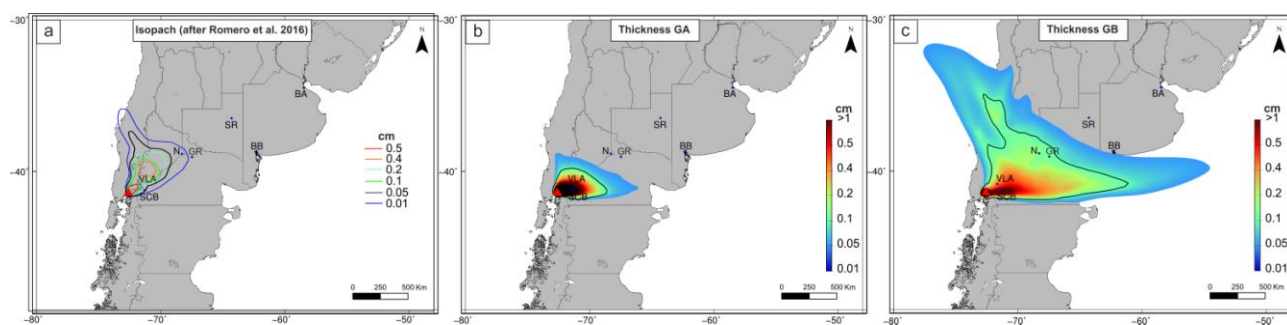 a
Isopach (after Romero et al. 2016)
N
BA
SR
BB
N
GR
VLA
SCB
cm
0.5
0.4
0.2
0.1
0.05
0.01
0 250 500 Km
−30˚
−40˚
−80˚ −70˚ −60˚ −50˚
b
Thickness GA
N
BA
SR
BB
N
GR
VLA
SCB
cm
>1
0.5
0.4
0.2
0.1
0.05
0.01
0 250 500 Km
−30˚
−40˚
−80˚ −70˚ −60˚ −50˚
c
Thickness GB
N
BA
SR
BB
N
GR
VLA
SCB
cm
>1
0.5
0.4
0.2
0.1
0.05
0.01
0 250 500 Km
−30˚
−40˚
−80˚ −70˚ −60˚ −50˚